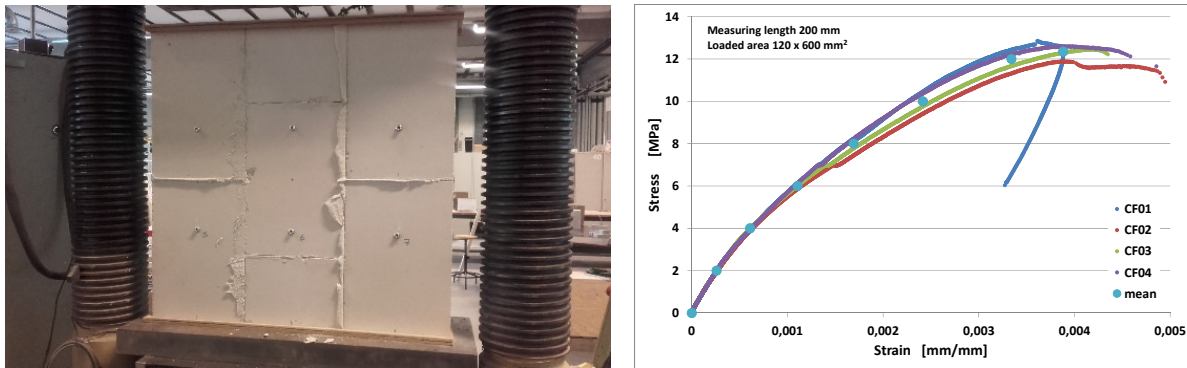 Measuring length 200 mm
Loaded area 120 x 600 mm²
14
12
10
8
6
4
2
0
Stress [MPa]
0 0,001 0,002 0,003 0,004 0,005
Strain [mm/mm]
CF01
CF02
CF03
CF04
mean